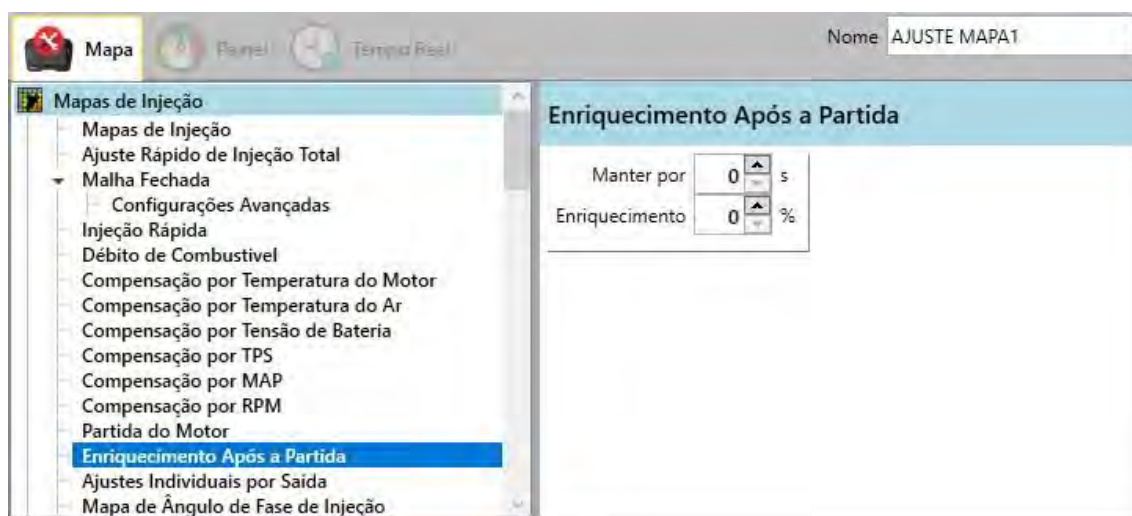 Mapa
Painel
Tempo Real
Nome AJUSTE MAPA1
Mapas de Injeção
Mapas de Injeção
Ajuste Rápido de Injeção Total
Malha Fechada
Configurações Avançadas
Injeção Rápida
Débito de Combustivel
Compensação por Temperatura do Motor
Compensação por Temperatura do Ar
Compensação por Tensão de Bateria
Compensação por TPS
Compensação por MAP
Compensação por RPM
Partida do Motor
Enriquecimento Após a Partida
Ajustes Individuais por Saída
Mapa de Ângulo de Fase de Injeção
Enriquecimento Após a Partida
Manter por 0 s
Enriquecimento 0 %